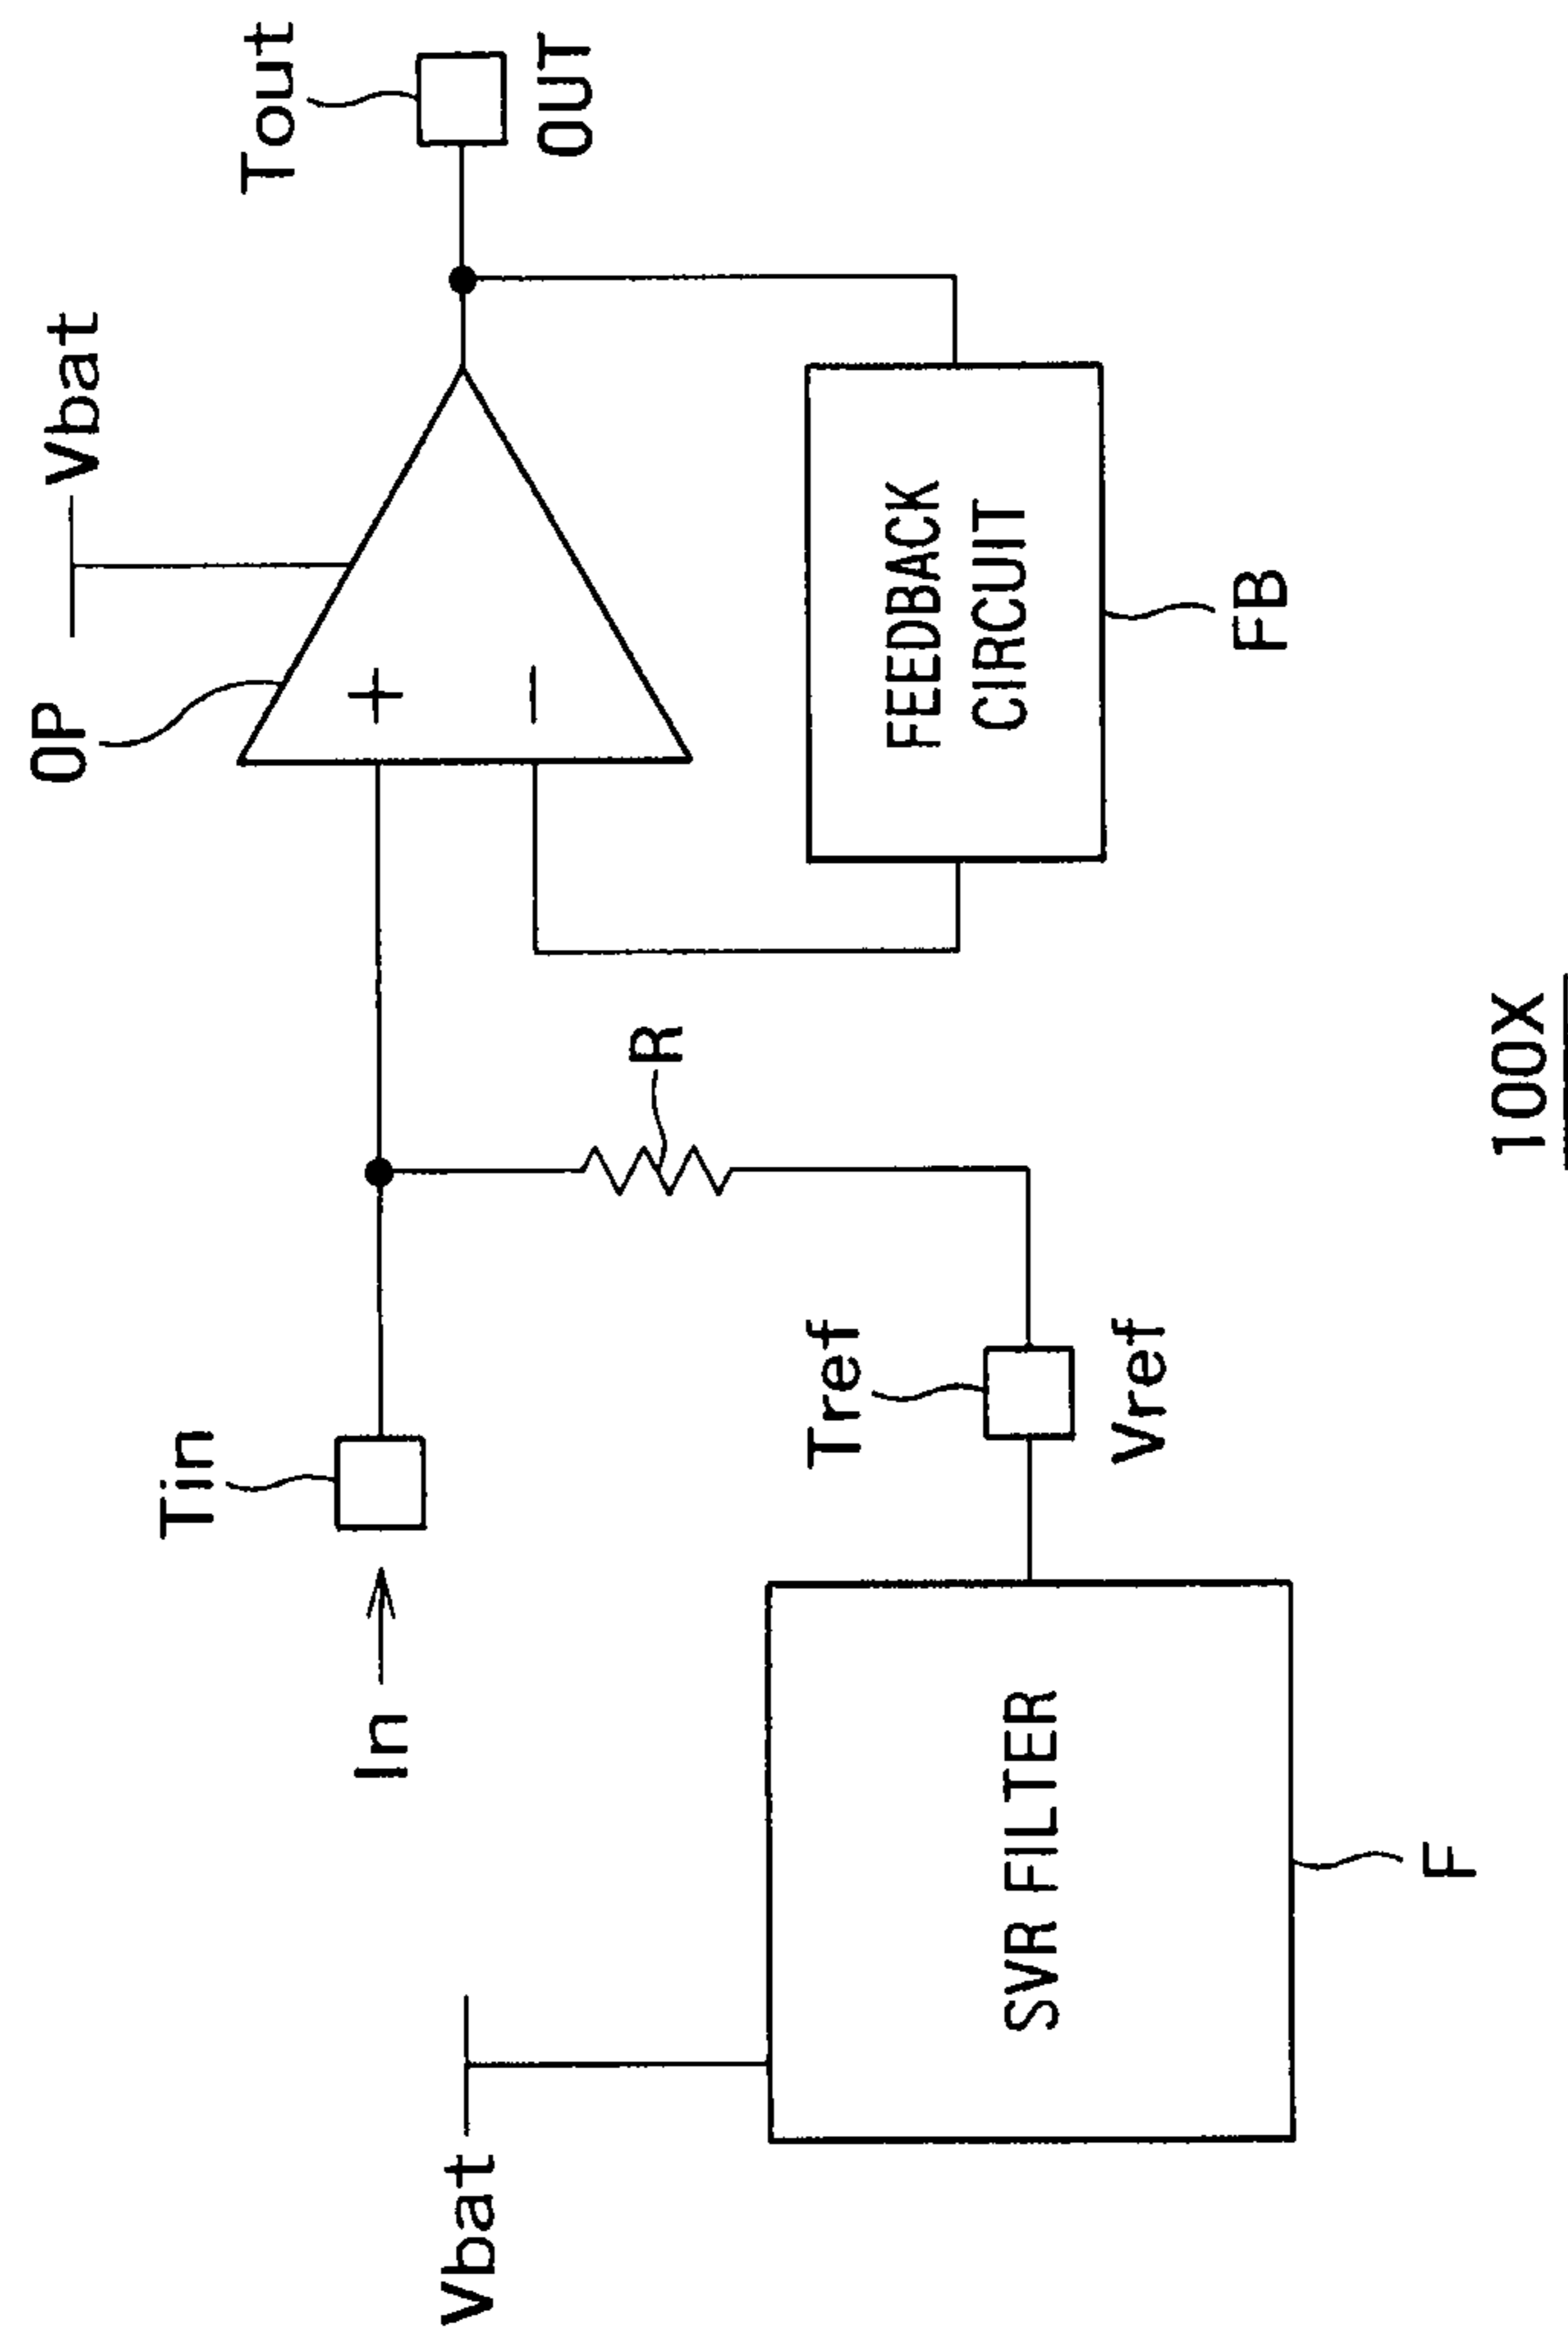 Vbat
OP
Tout
Tin
In
+
−
OUT
R
Vbat
Tref
FEEDBACK
CIRCUIT
SVR FILTER
Vref
FB
F
100X